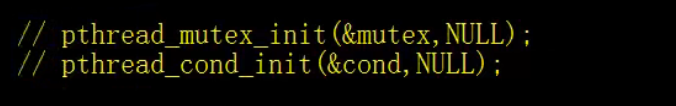 // pthread_mutex_init(&mutex,NULL);
// pthread_cond_init(&cond,NULL);